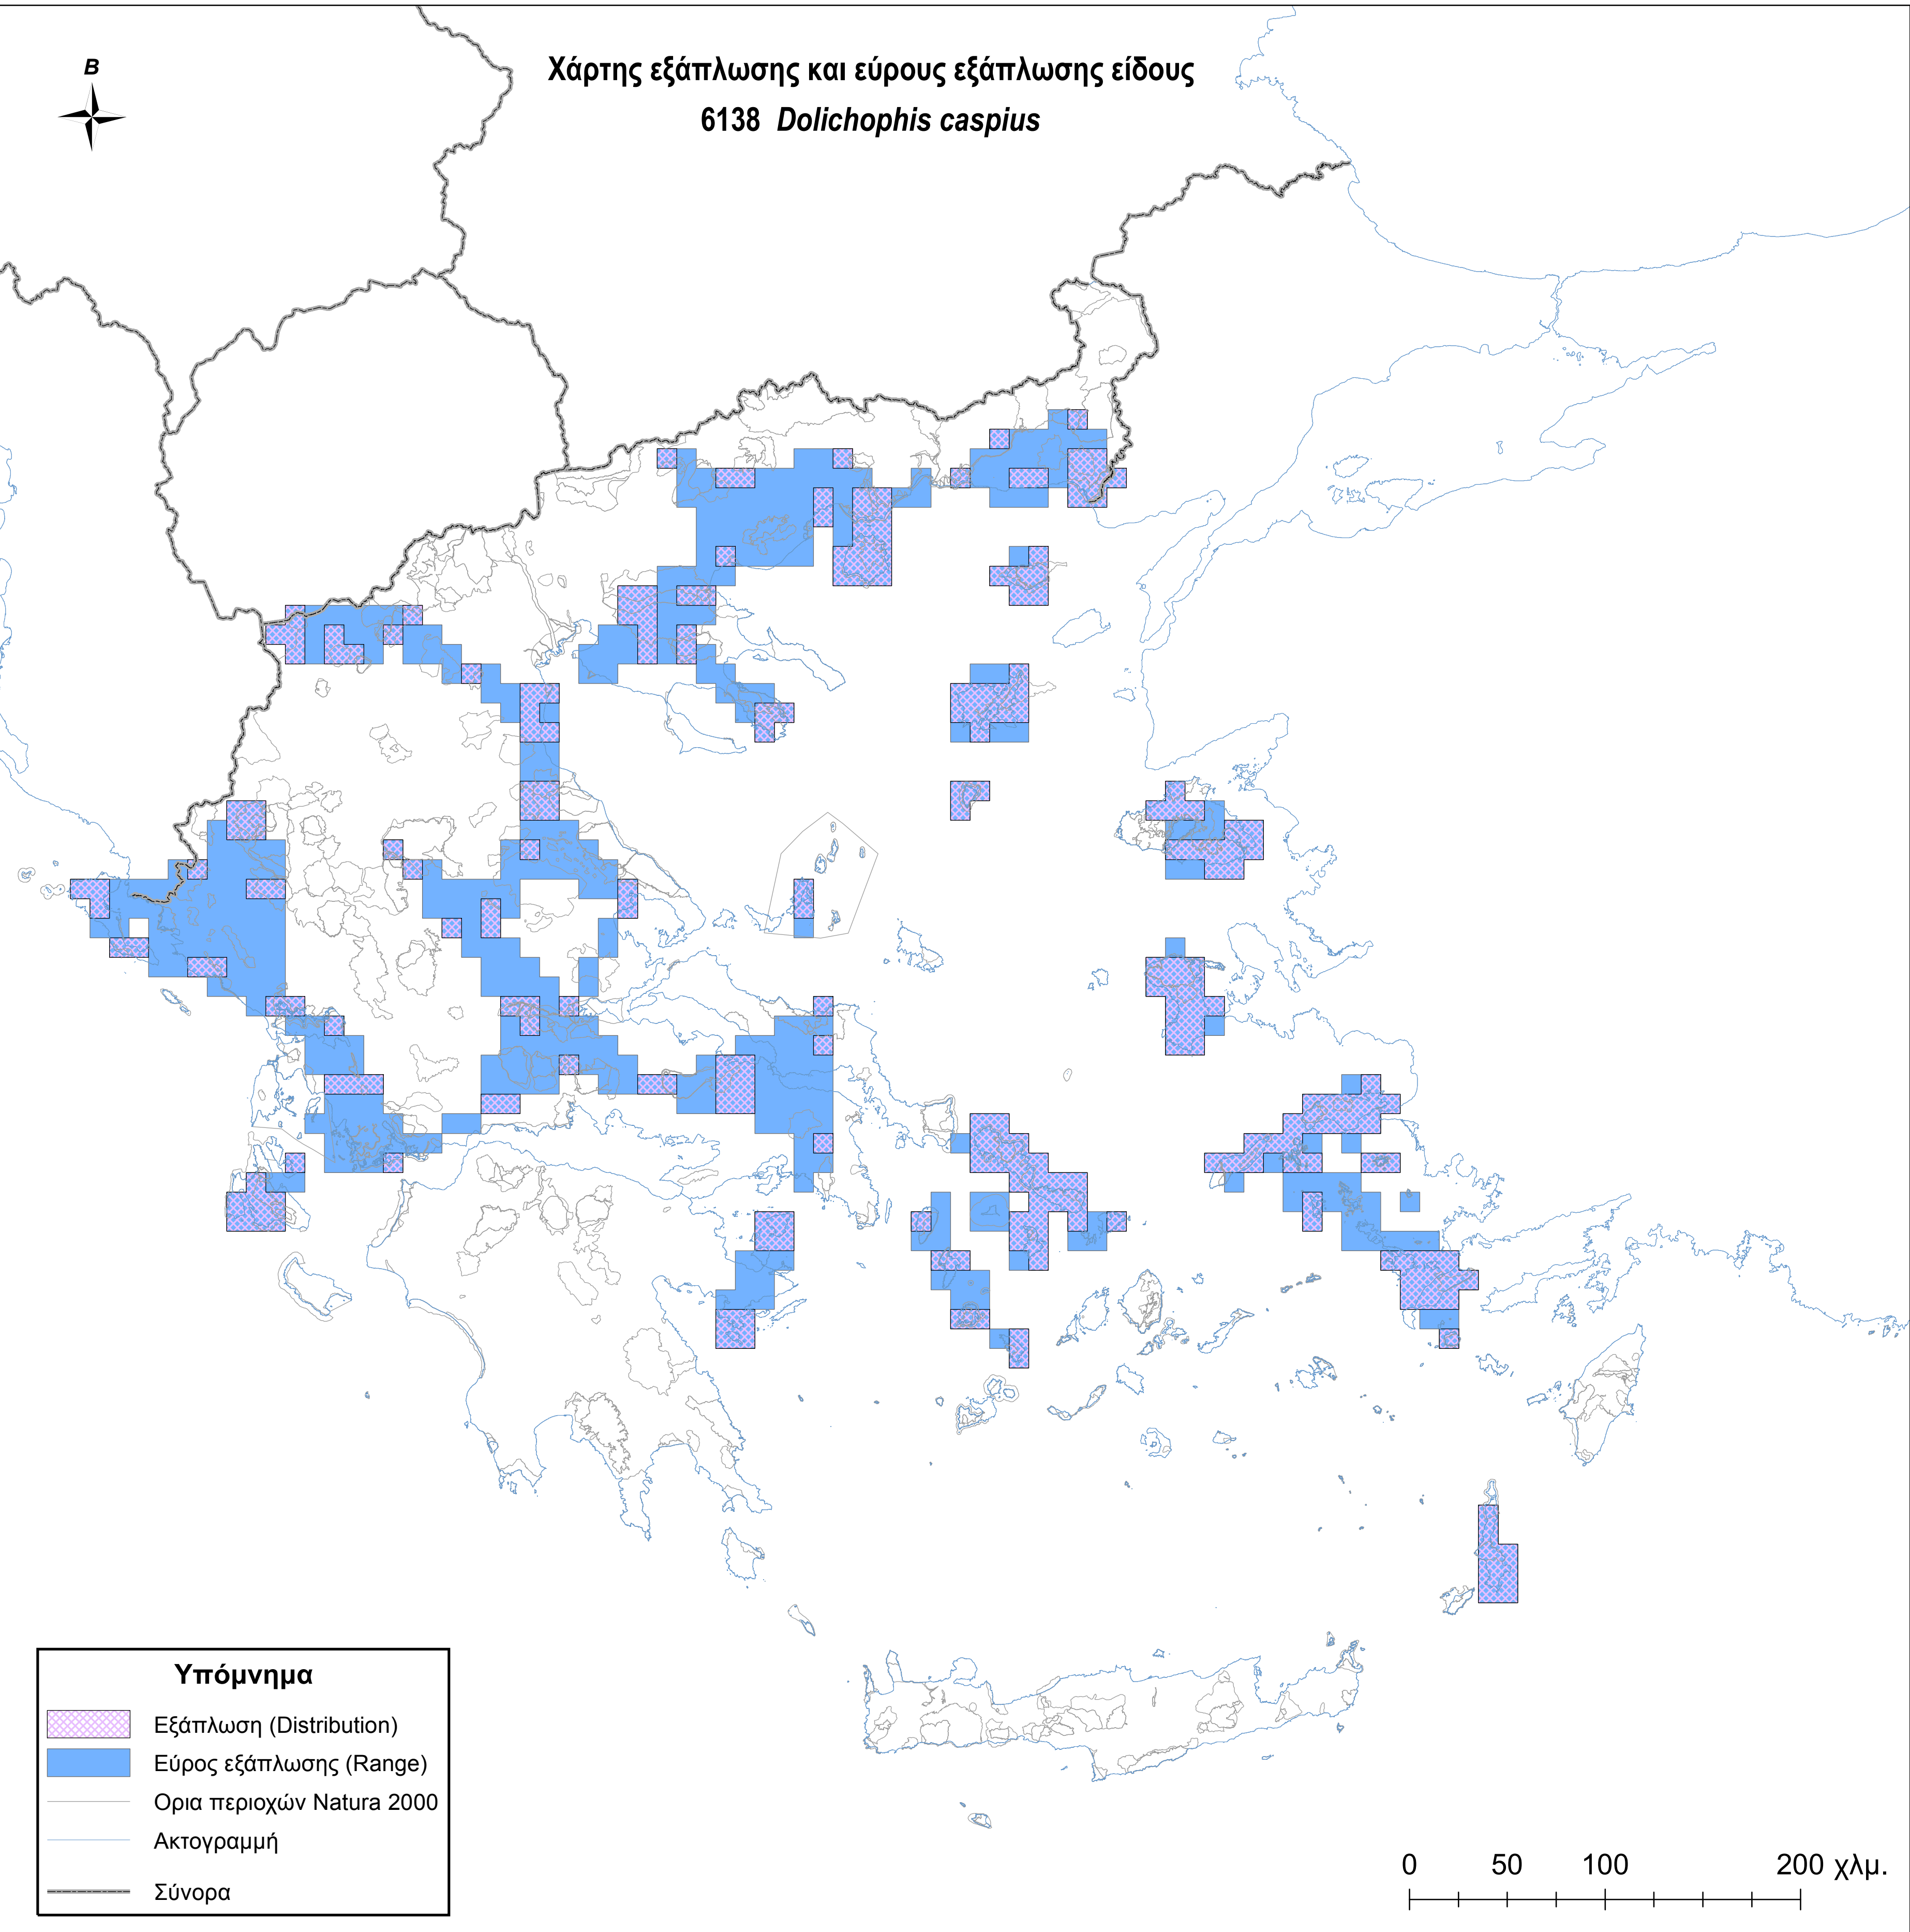 B
Χάρτης εξάπλωσης και εύρους εξάπλωσης είδους
6138 Dolichophis caspius
Υπόμνημα
Εξάπλωση (Distribution)
Εύρος εξάπλωσης (Range)
Ορια περιοχών Natura 2000
Ακτογραμμή
Σύνορα
0 50 100 200 χλμ.